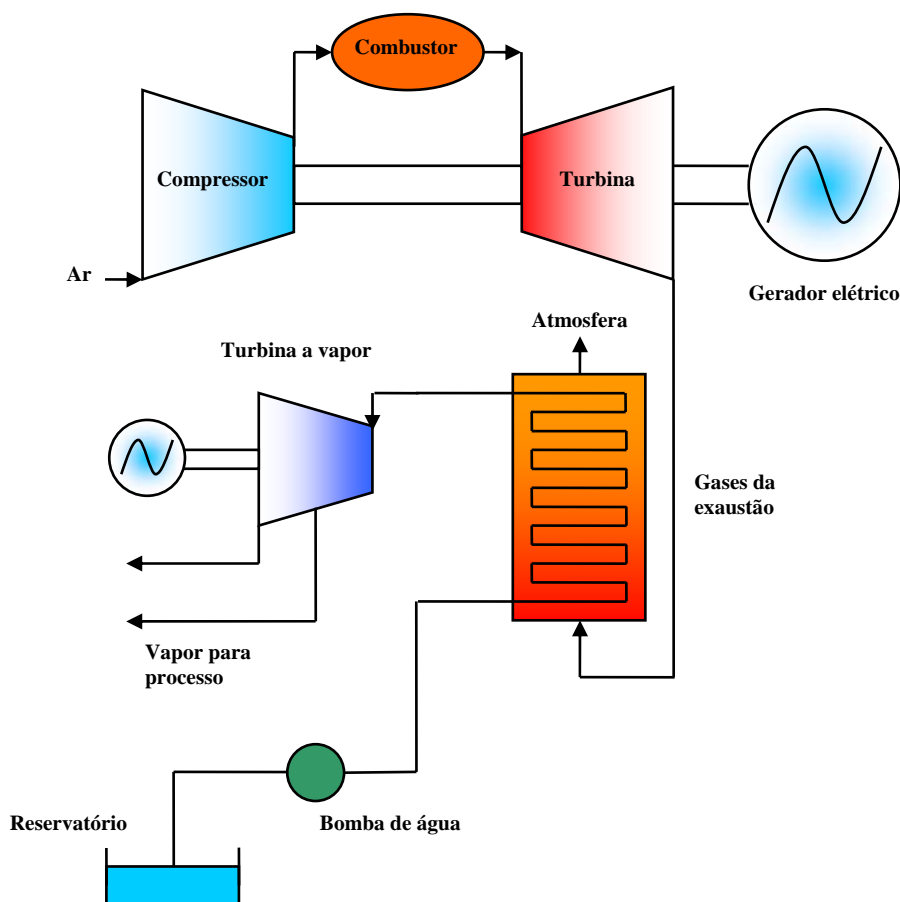 Combustor
Compressor
Turbina
Ar
Gerador elétrico
Atmosfera
Turbina a vapor
Gases da
exaustão
Vapor para
processo
Reservatório
Bomba de água